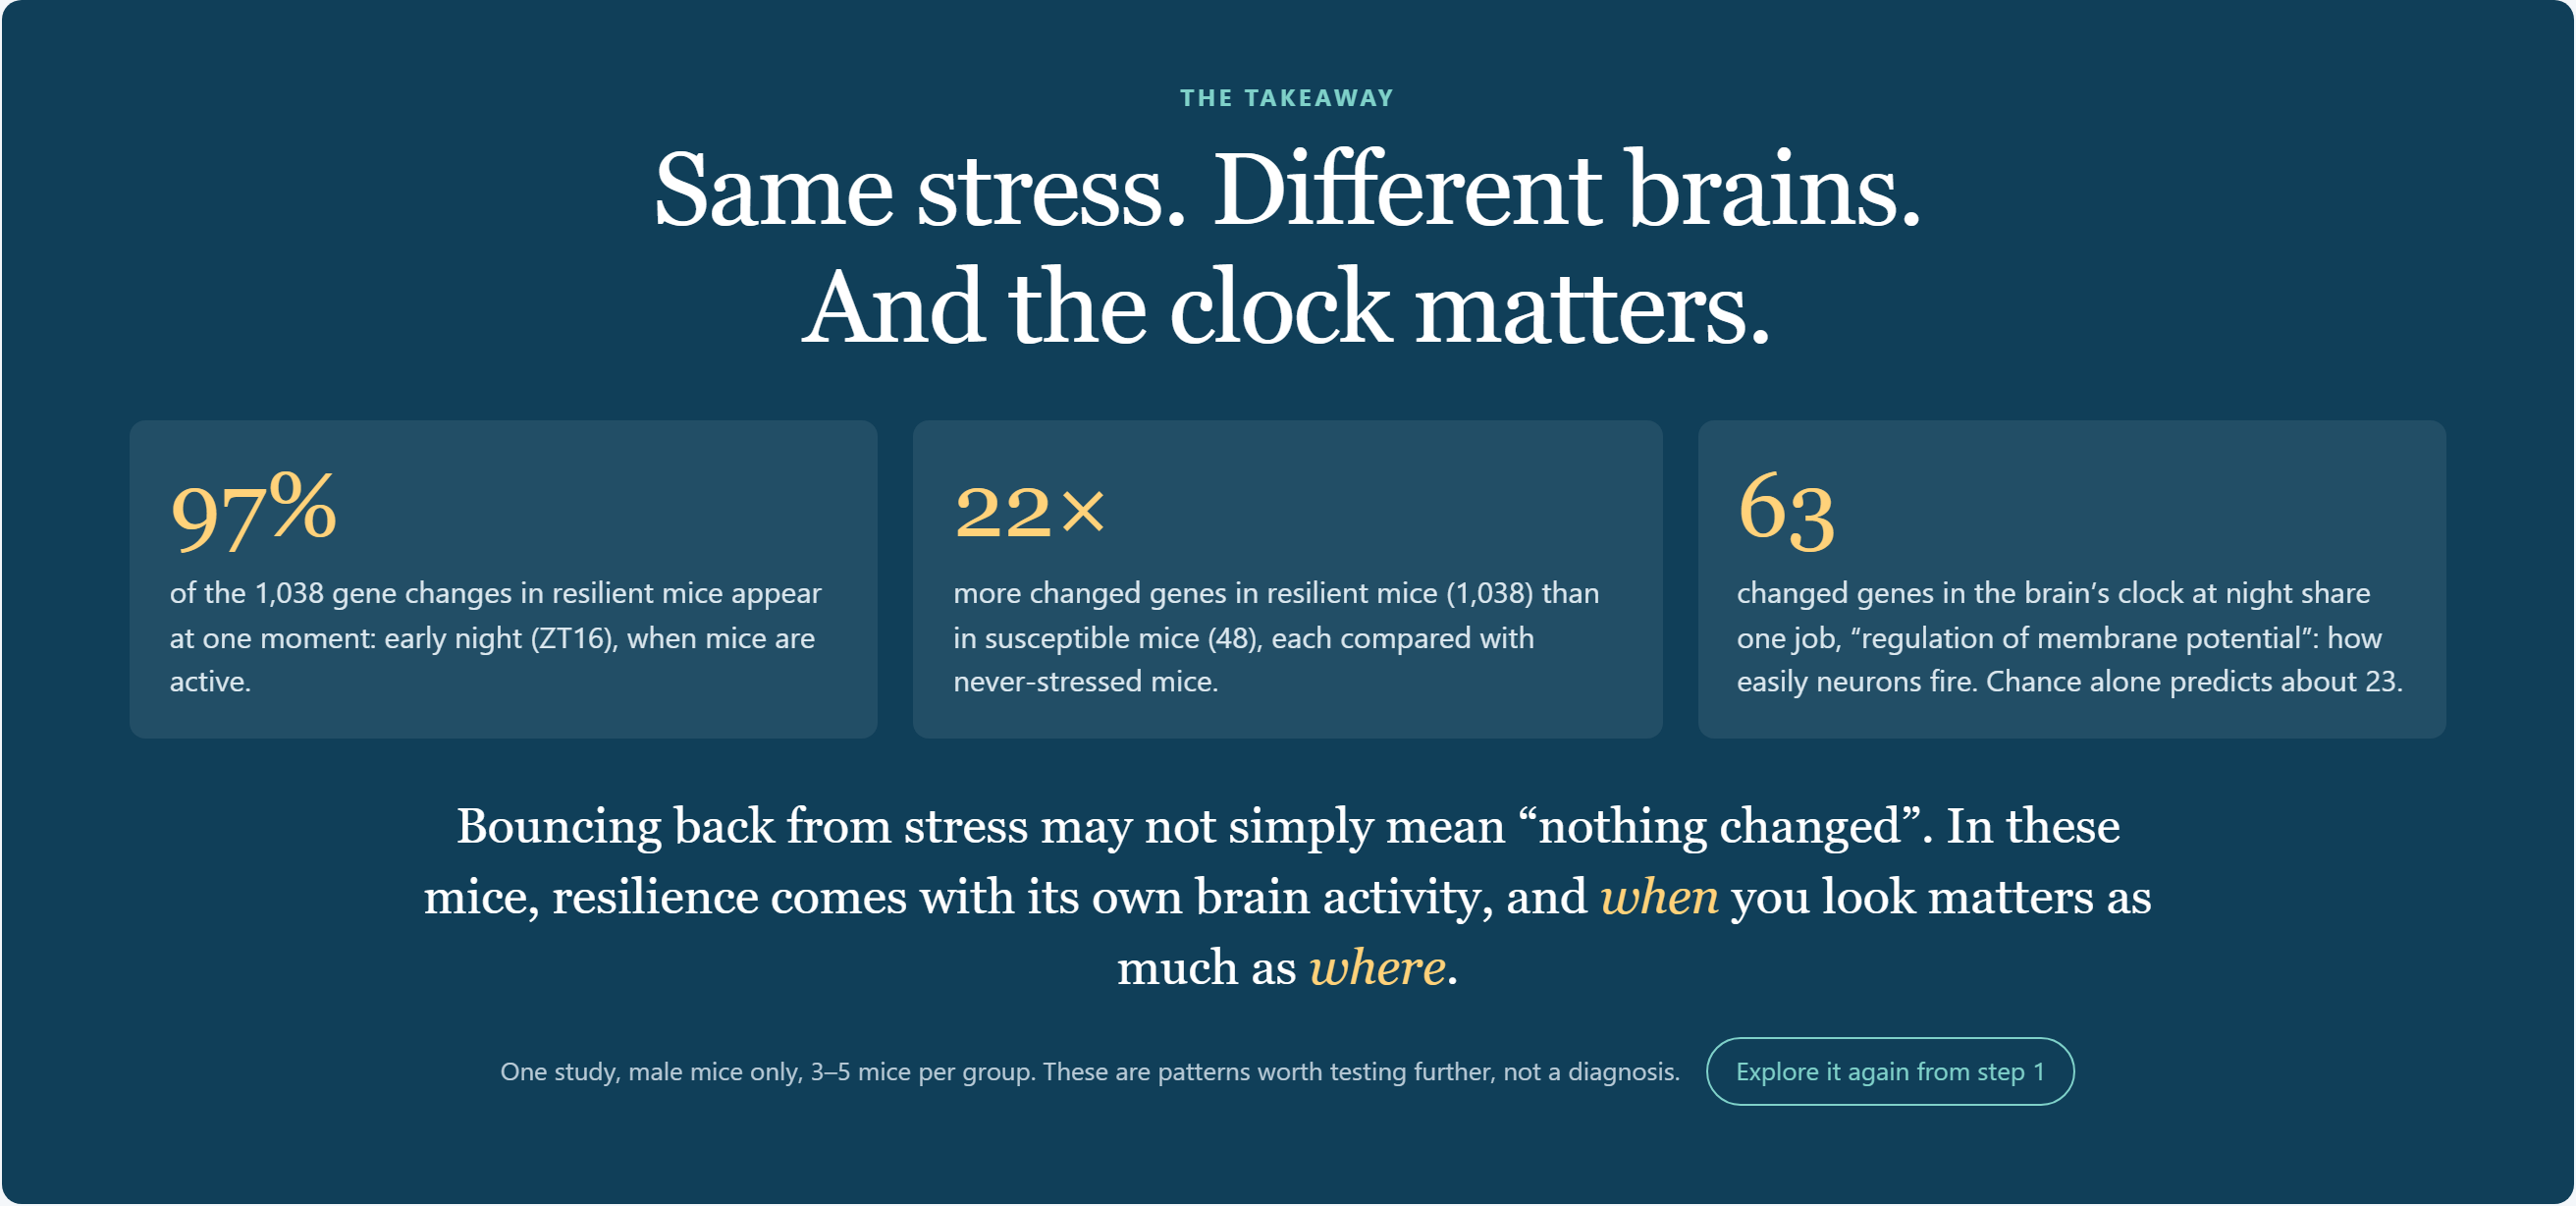 THE TAKEAWAY
Same stress. Different brains.
And the clock matters.
97%
of the 1,038 gene changes in resilient mice appear
at one moment: early night (ZT16), when mice are
active.
22×
more changed genes in resilient mice (1,038) than
in susceptible mice (48), each compared with
never-stressed mice.
63
changed genes in the brain’s clock at night share
one job, “regulation of membrane potential”: how
easily neurons fire. Chance alone predicts about 23.
Bouncing back from stress may not simply mean “nothing changed”. In these
mice, resilience comes with its own brain activity, and when you look matters as
much as where.
One study, male mice only, 3–5 mice per group. These are patterns worth testing further, not a diagnosis.
Explore it again from step 1